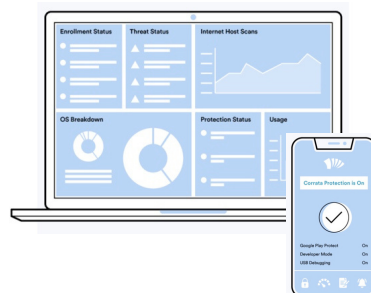 Enrollment Status
Threat Status
Internet Host Scans
OS Breakdown
Protection Status
Usage
Corrata Protection is On
Google Play Protect On
Developer Mode On
USB Debugging On